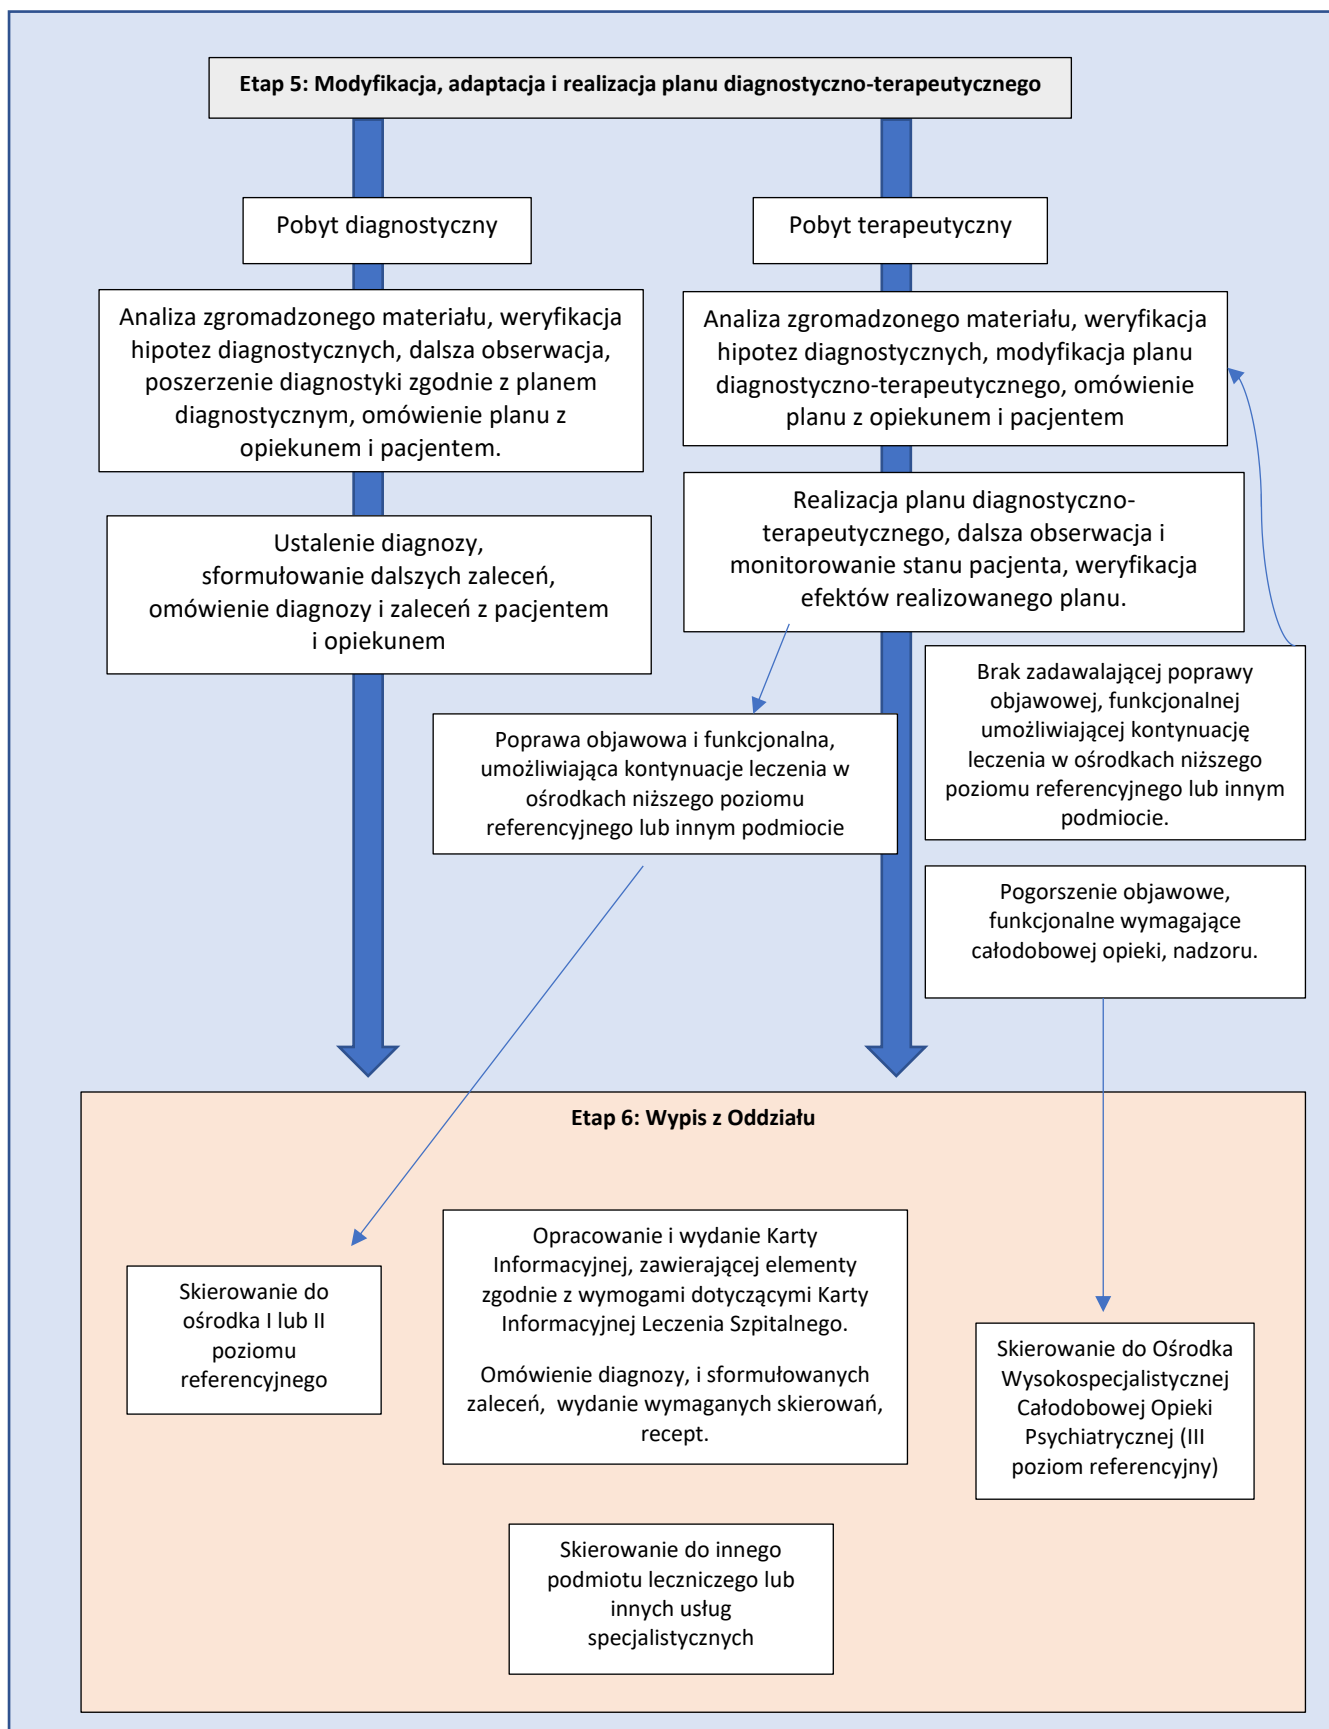 Etap 5: Modyfikacja, adaptacja i realizacja planu diagnostyczno-terapeutycznego
Pobyt diagnostyczny
Pobyt terapeutyczny
Analiza zgromadzonego materiału, weryfikacja
hipotez diagnostycznych, dalsza obserwacja,
poszerzenie diagnostyki zgodnie z planem
diagnostycznym, omówienie planu z
opiekunem i pacjentem.
Analiza zgromadzonego materiału, weryfikacja
hipotez diagnostycznych, modyfikacja planu
diagnostyczno-terapeutycznego, omówienie
planu z opiekunem i pacjentem
Ustalenie diagnozy,
sformułowanie dalszych zaleceń,
omówienie diagnozy i zaleceń z pacjentem
i opiekunem
Realizacja planu diagnostyczno-
terapeutycznego, dalsza obserwacja i
monitorowanie stanu pacjenta, weryfikacja
efektów realizowanego planu.
Poprawa objawowa i funkcjonalna,
umożliwiająca kontynuacje leczenia w
ośrodkach niższego poziomu
referencyjnego lub innym podmiocie
Brak zadawalającej poprawy
objawowej, funkcjonalnej
umożliwiającej kontynuację
leczenia w ośrodkach niższego
poziomu referencyjnego lub innym
podmiocie.
Pogorszenie objawowe,
funkcjonalne wymagające
całodobowej opieki, nadzoru.
Etap 6: Wypis z Oddziału
Skierowanie do
ośrodka I lub II
poziomu
referencyjnego
Opracowanie i wydanie Karty
Informacyjnej, zawierającej elementy
zgodnie z wymogami dotyczącymi Karty
Informacyjnej Leczenia Szpitalnego.
Omówienie diagnozy, i sformułowanych
zaleceń, wydanie wymaganych skierowań,
recept.
Skierowanie do Ośrodka
Wysokospecjalistycznej
Całodobowej Opieki
Psychiatrycznej (III
poziom referencyjny)
Skierowanie do innego
podmiotu leczniczego lub
innych usług
specjalistycznych